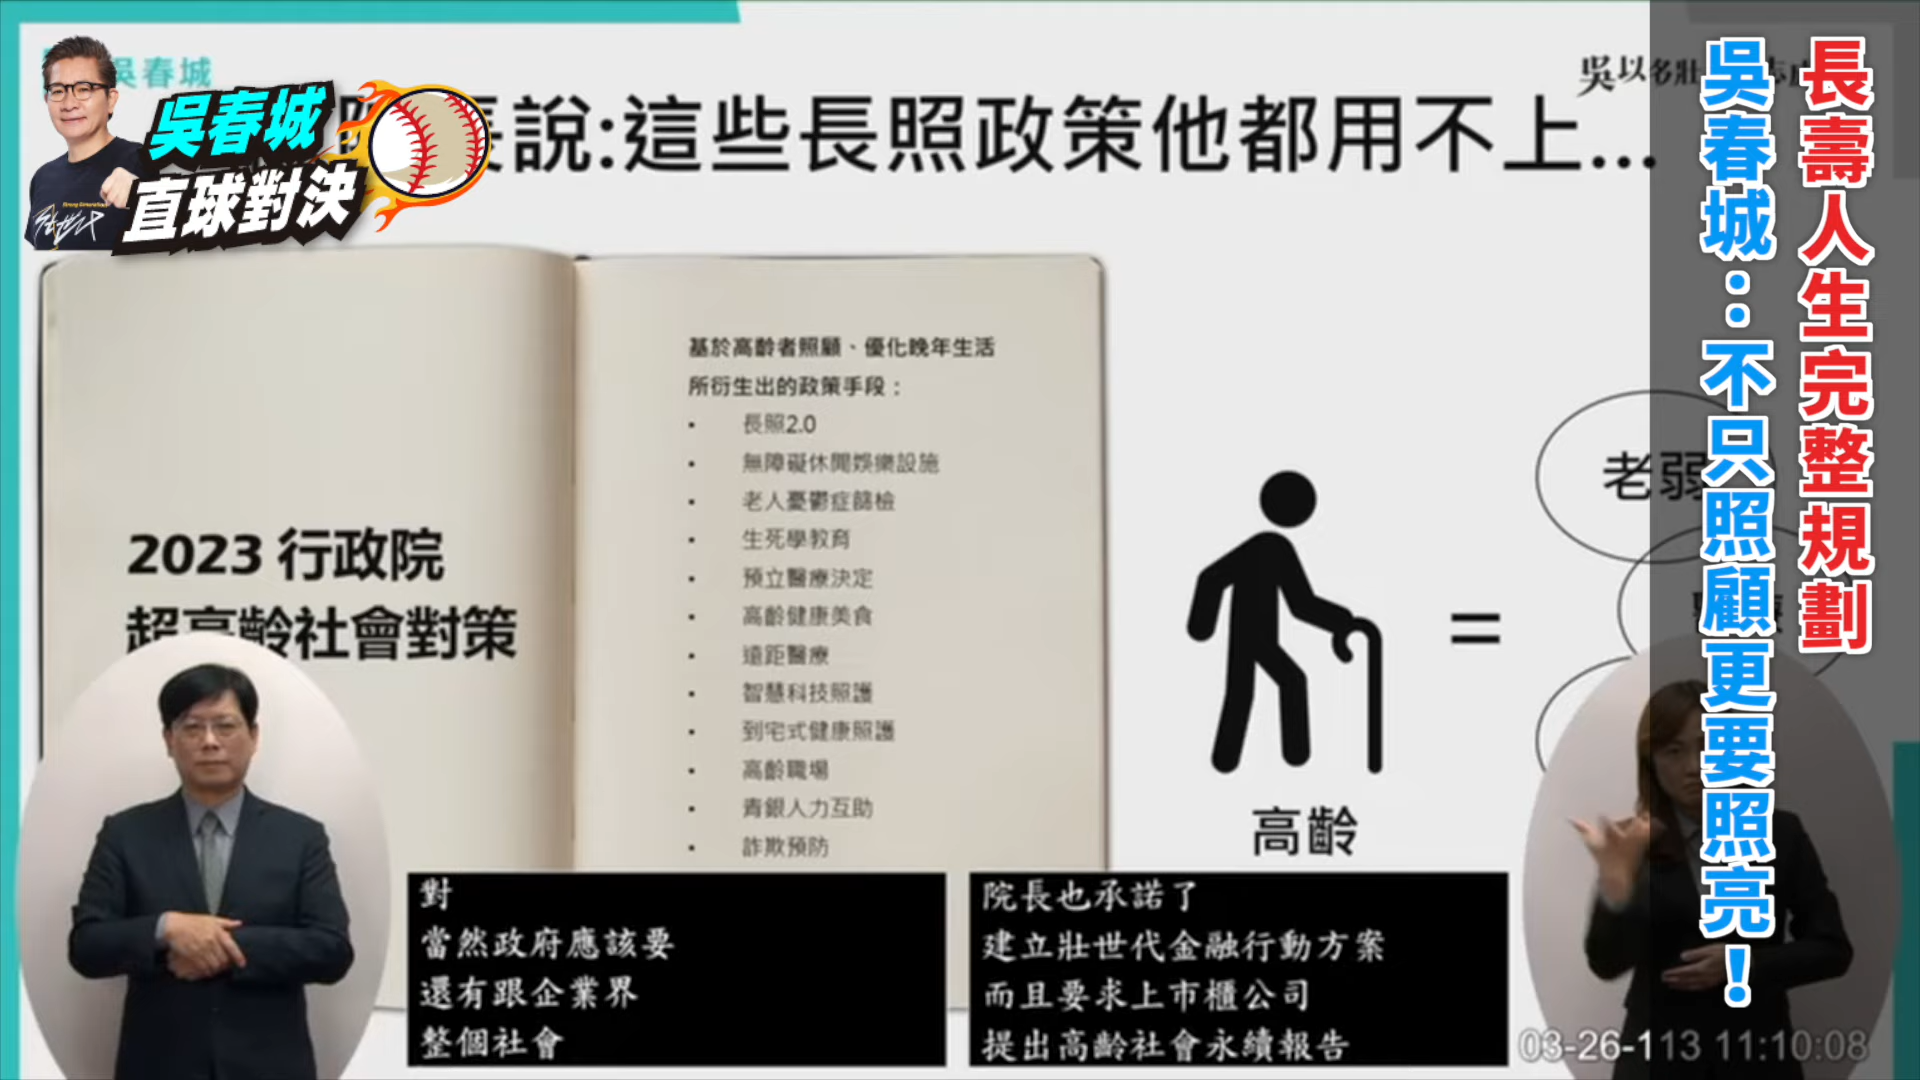 吳春城
吳春城
直球對決
長說:這些長照政策他都用不上...
吳以
長壽人生完整規劃
吳春城：不只照顧更要照亮！
2023 行政院
超高齡社會對策
基於高齡者照顧、優化晚年生活
所衍生出的政策手段：
• 長照2.0
• 無障礙休閒娛樂設施
• 老人憂鬱症篩檢
• 生死學教育
• 預立醫療決定
• 高齡健康美食
• 遠距醫療
• 智慧科技照護
• 到宅式健康照護
• 高齡職場
• 青銀人力互助
• 詐欺預防
高齡
=
老弱
對
當然政府應該要
還有跟企業界
整個社會
院長也承諾了
建立壯世代金融行動方案
而且要求上市櫃公司
提出高齡社會永續報告
03-26-113 11:10:08